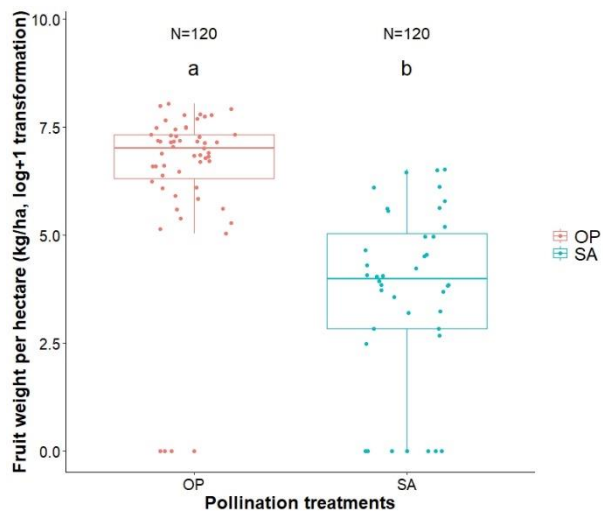 10.0
N=120
N=120
a
b
7.5
5.0
2.5
0.0
Fruit weight per hectare (kg/ha, log+1 transformation)
OP
SA
OP
SA
Pollination treatments